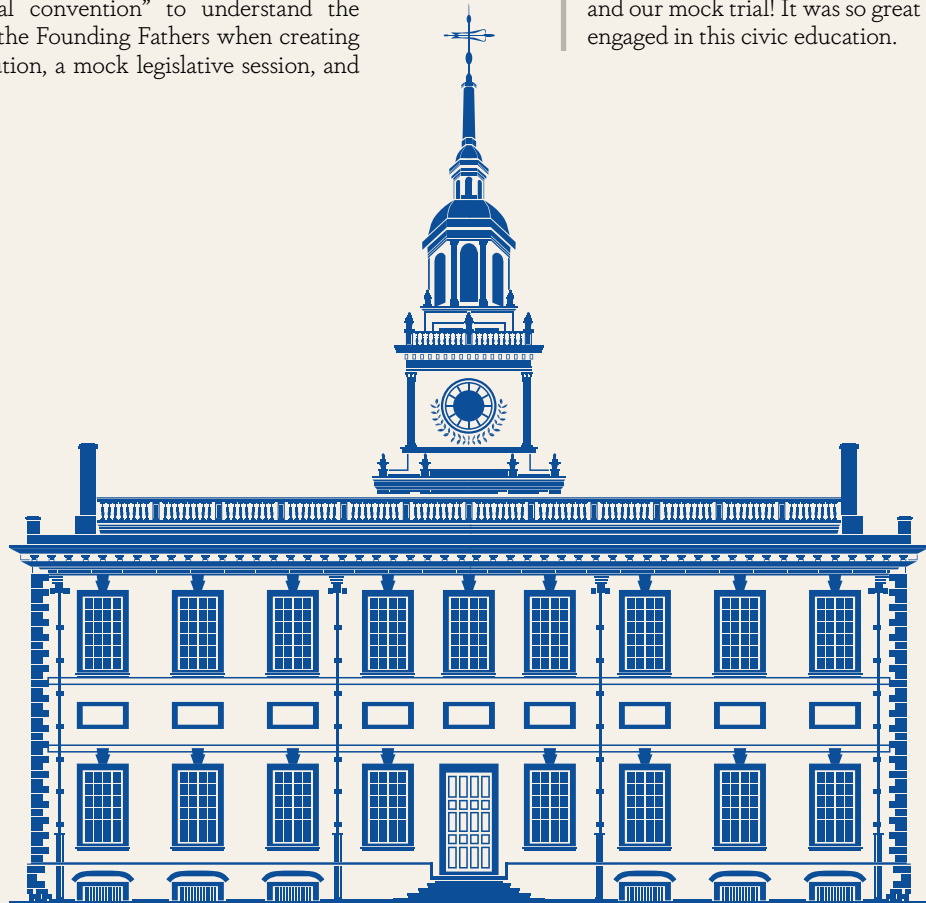 al convention” to understand the
the Founding Fathers when creating
ution, a mock legislative session, and
and our mock trial! It was so great
engaged in this civic education.